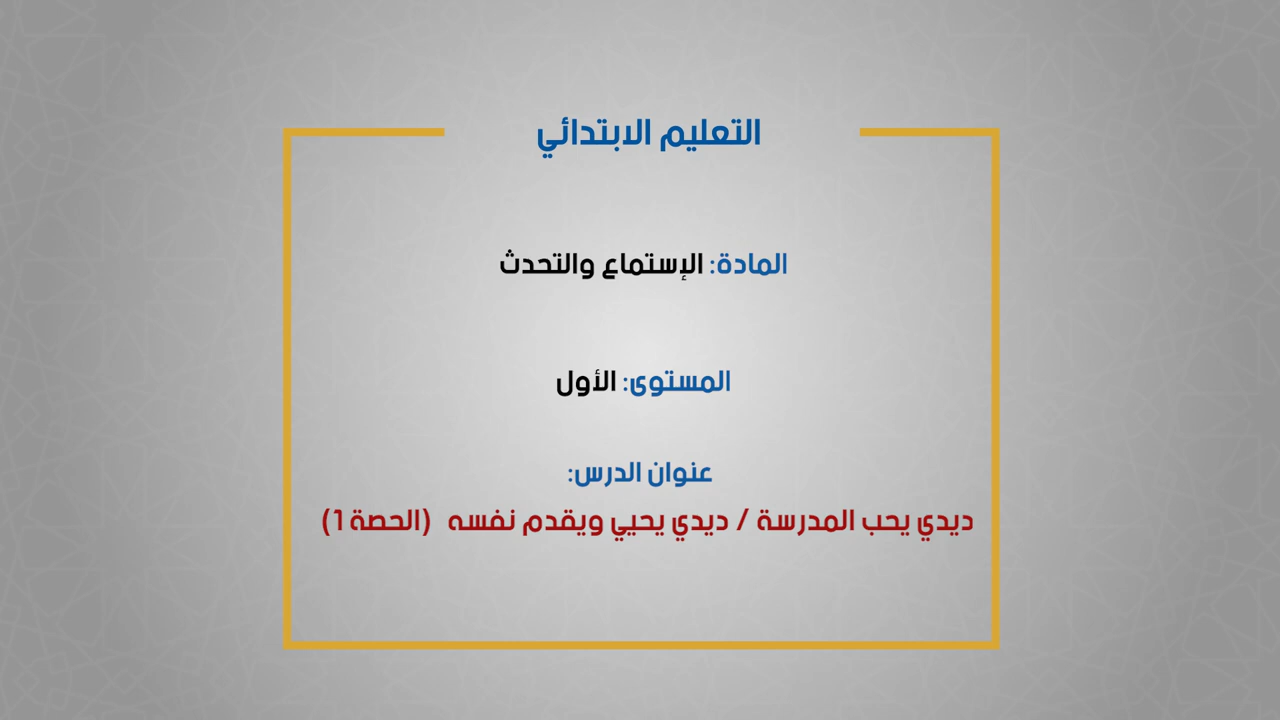 التعليم الابتدائي
المادة: الإستماع والتحدث
المستوى: الأول
عنوان الدرس:
ديدي يحب المدرسة / ديدي يحيي ويقدم نفسه (الحصة 1)